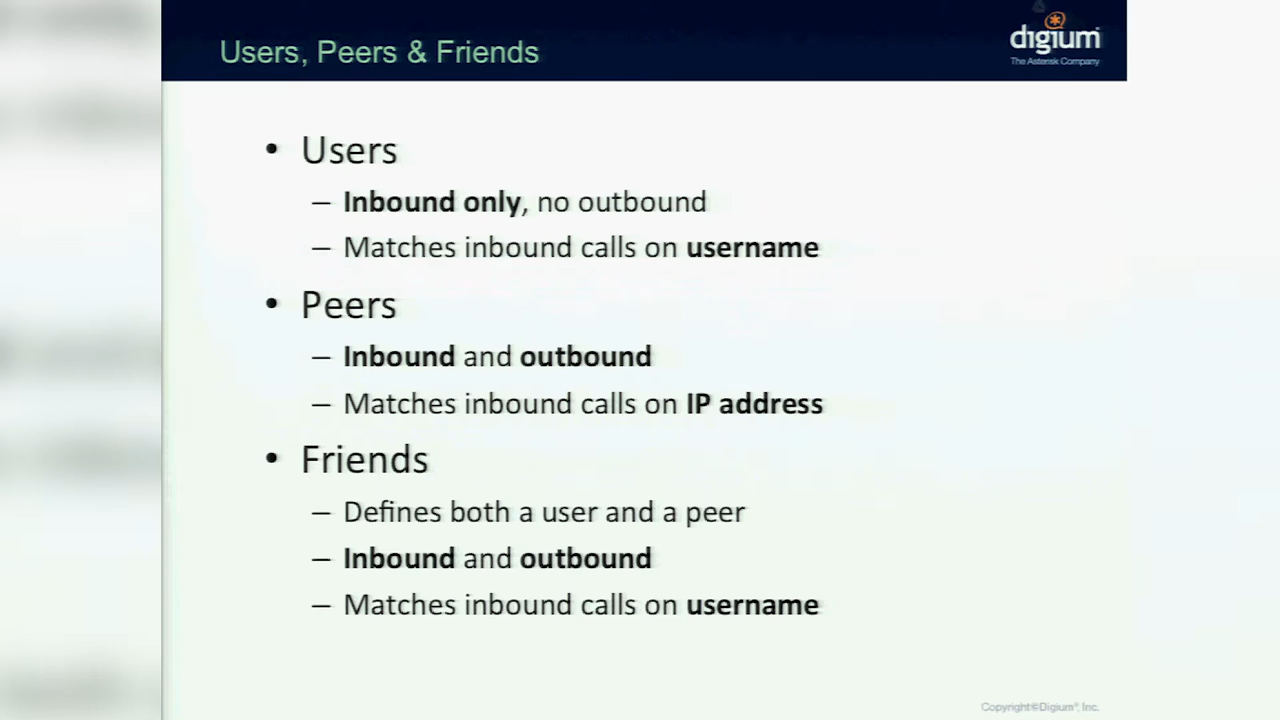 Users, Peers & Friends
digium
The Asterisk Company
• Users
– Inbound only, no outbound
– Matches inbound calls on username
• Peers
– Inbound and outbound
– Matches inbound calls on IP address
• Friends
– Defines both a user and a peer
– Inbound and outbound
– Matches inbound calls on username
Copyright©Digium®, Inc.